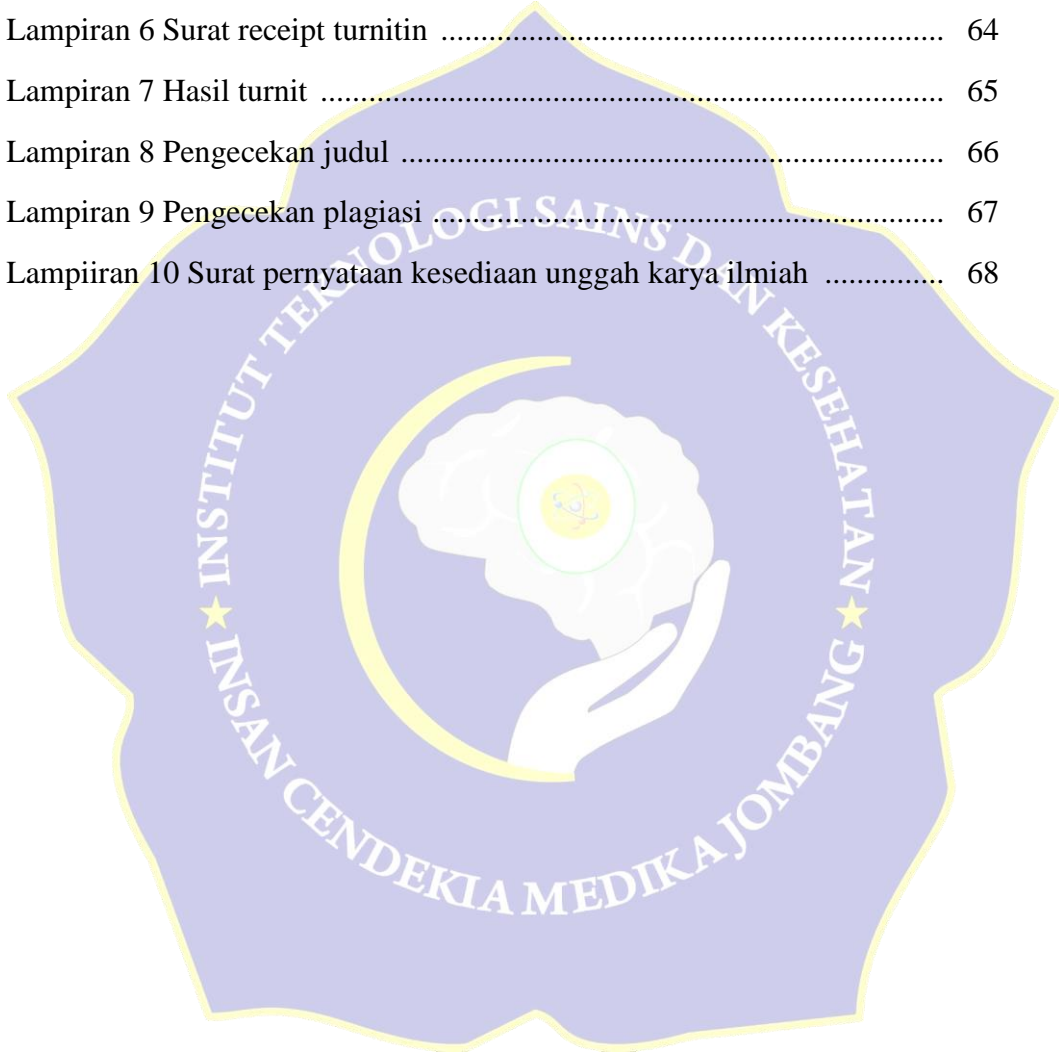 Lampiran 6 Surat receipt turnitin ........................................................................... 64
Lampiran 7 Hasil turnit ............................................................................................. 65
Lampiran 8 Pengecekan judul ................................................................................. 66
Lampiran 9 Pengecekan plagiasi ............................................................................ 67
Lampiiran 10 Surat pernyataan kesediaan unggah karya ilmiah ............... 68
INSTITUT TEKNOLOGI SAINS DAN KESEHATAN
INSAN CENDEKIA MEDIKA JOMBANG